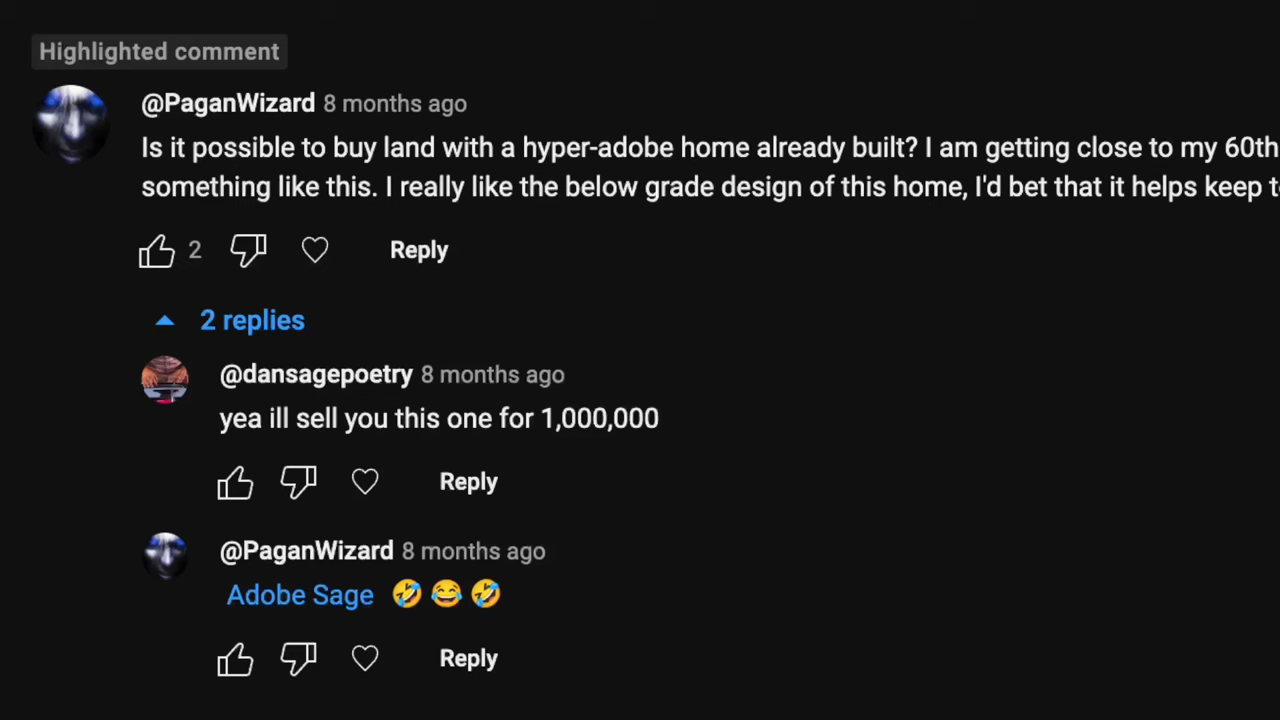 Highlighted comment
@PaganWizard 8 months ago
Is it possible to buy land with a hyper-adobe home already built? I am getting close to my 60th
something like this. I really like the below grade design of this home, I'd bet that it helps keep
2 Reply
2 replies
@dansagepoetry 8 months ago
yea ill sell you this one for 1,000,000
Reply
@PaganWizard 8 months ago
Adobe Sage 🤣 😂 🤣
Reply